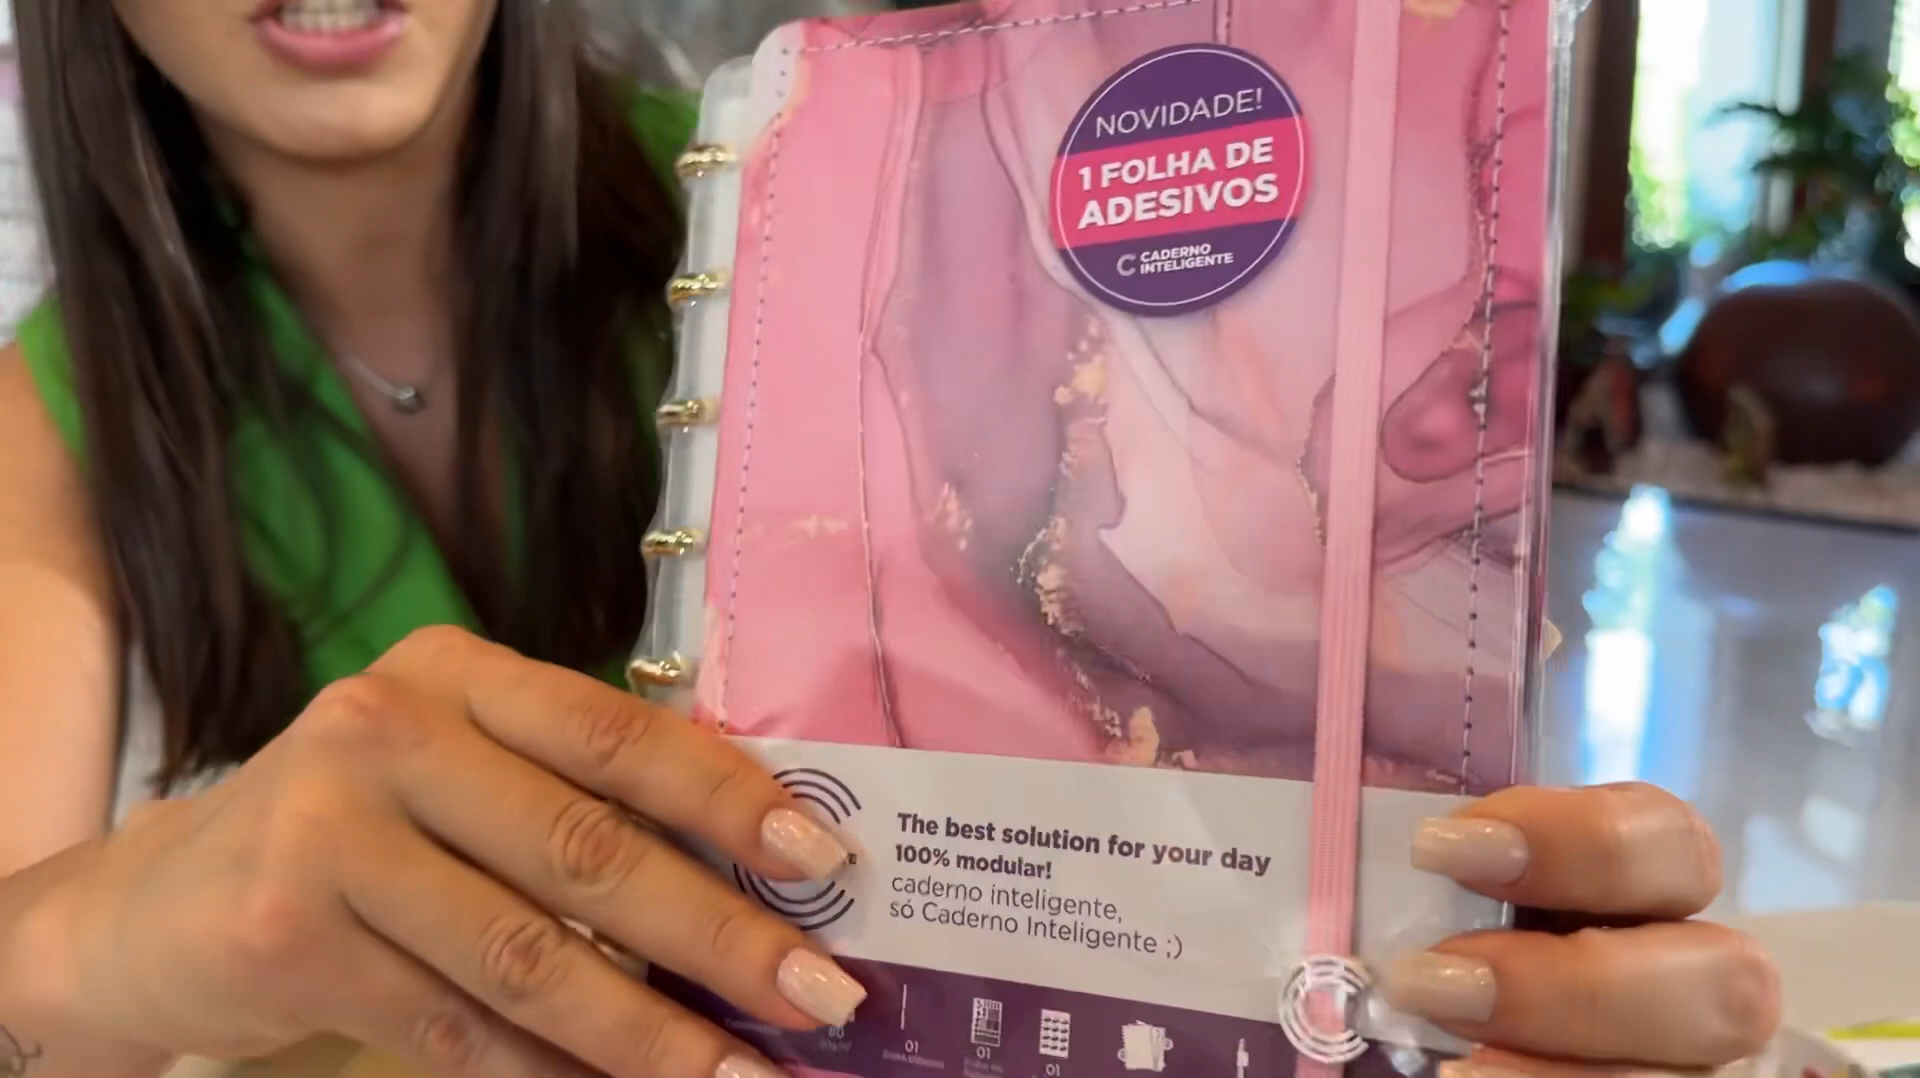 NOVIDADE!
1 FOLHA DE
ADESIVOS
CADERNO
INTELIGENTE
The best solution for your day
100% modular!
caderno inteligente,
só Caderno Inteligente ;)
80
01
01
01